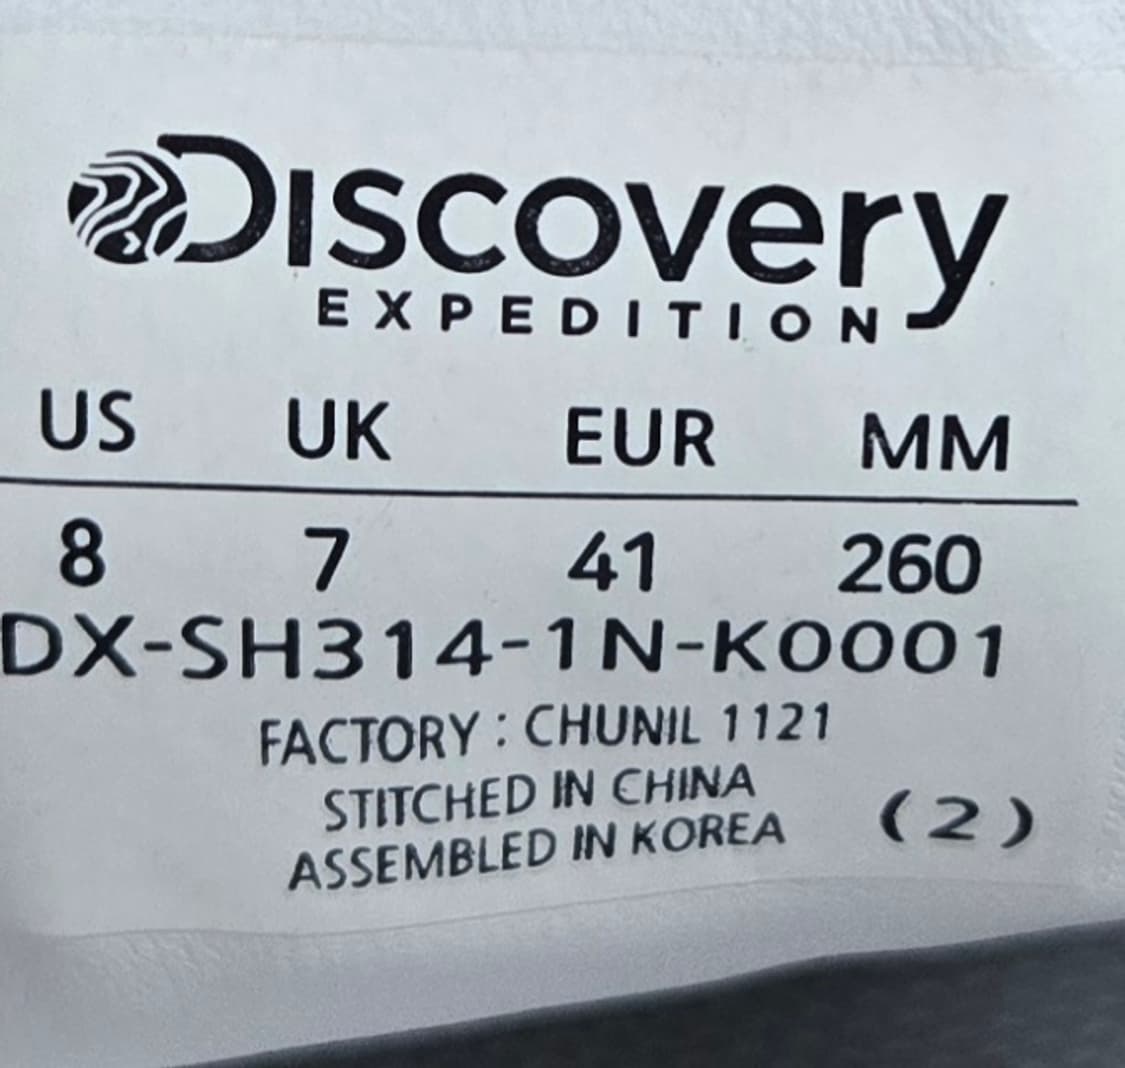 DISCOVERY
EXPEDITION
US UK EUR MM
8 7 41 260
DX-SH314-1N-K0001
FACTORY : CHUNIL 1121
STITCHED IN CHINA
ASSEMBLED IN KOREA (2)